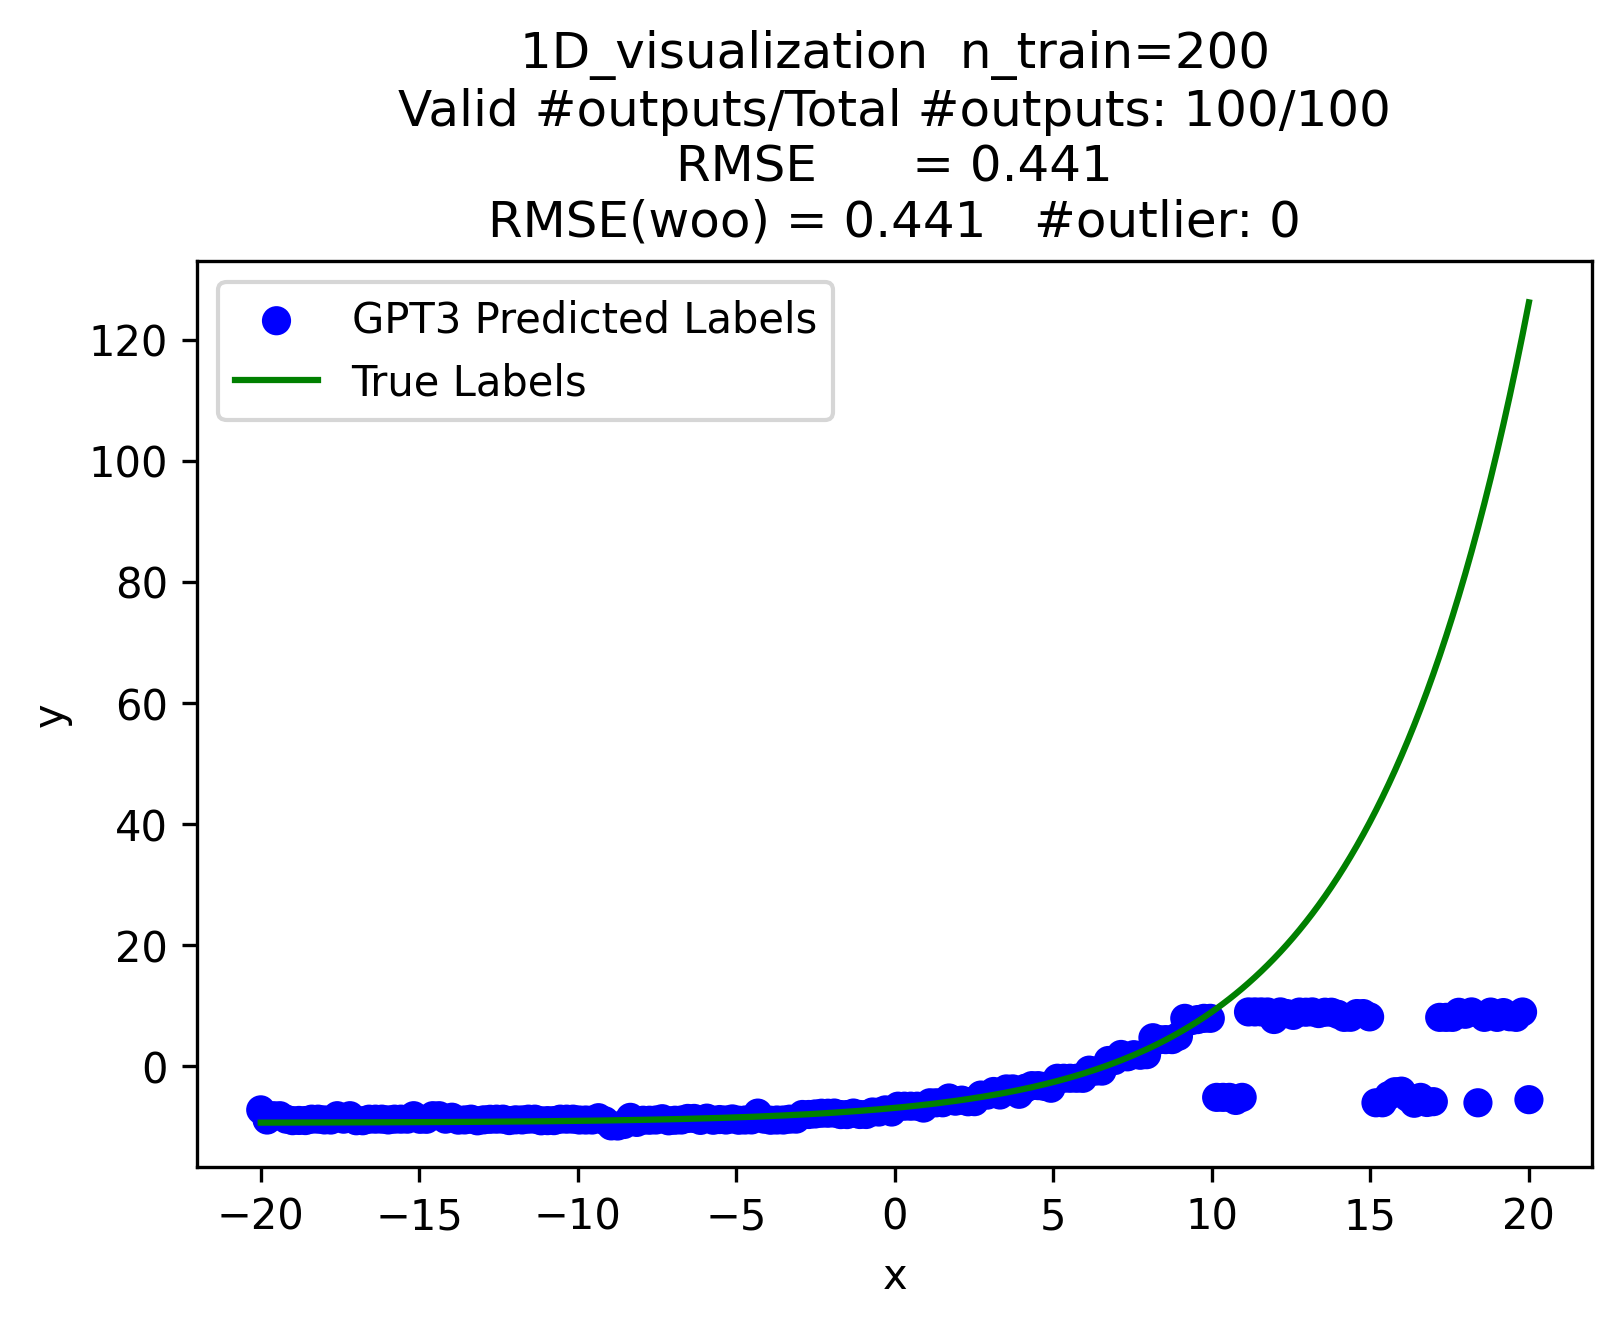 1D_visualization  n_train=200
Valid #outputs/Total #outputs: 100/100
RMSE      = 0.441
RMSE(woo) = 0.441   #outlier: 0
GPT3 Predicted Labels
True Labels
120
100
80
60
40
20
0
y
−20 −15 −10 −5 0 5 10 15 20
x